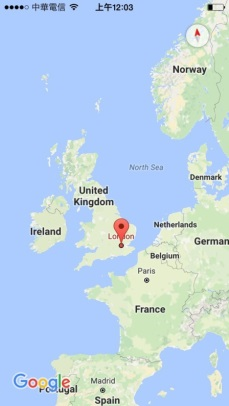 中華電信 上午12:03
Norway
North Sea
Denmark
United
Kingdom
Ireland
London
Netherlands
German
Belgium
Paris
France
Google
Portugal
Madrid
Spain